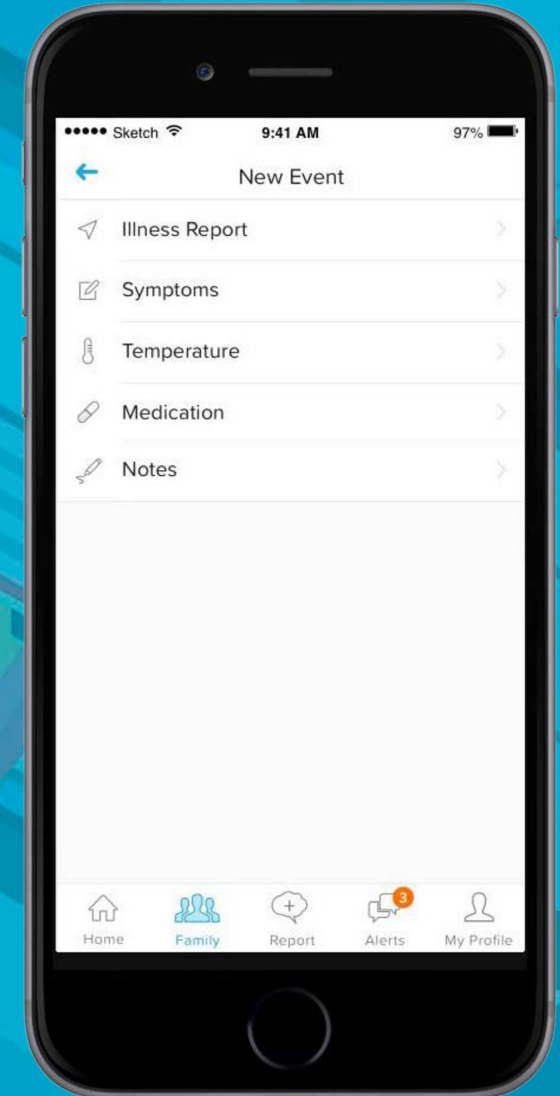 Sketch 9:41 AM 97%
New Event
Illness Report
Symptoms
Temperature
Medication
Notes
3
Home Family Report Alerts My Profile